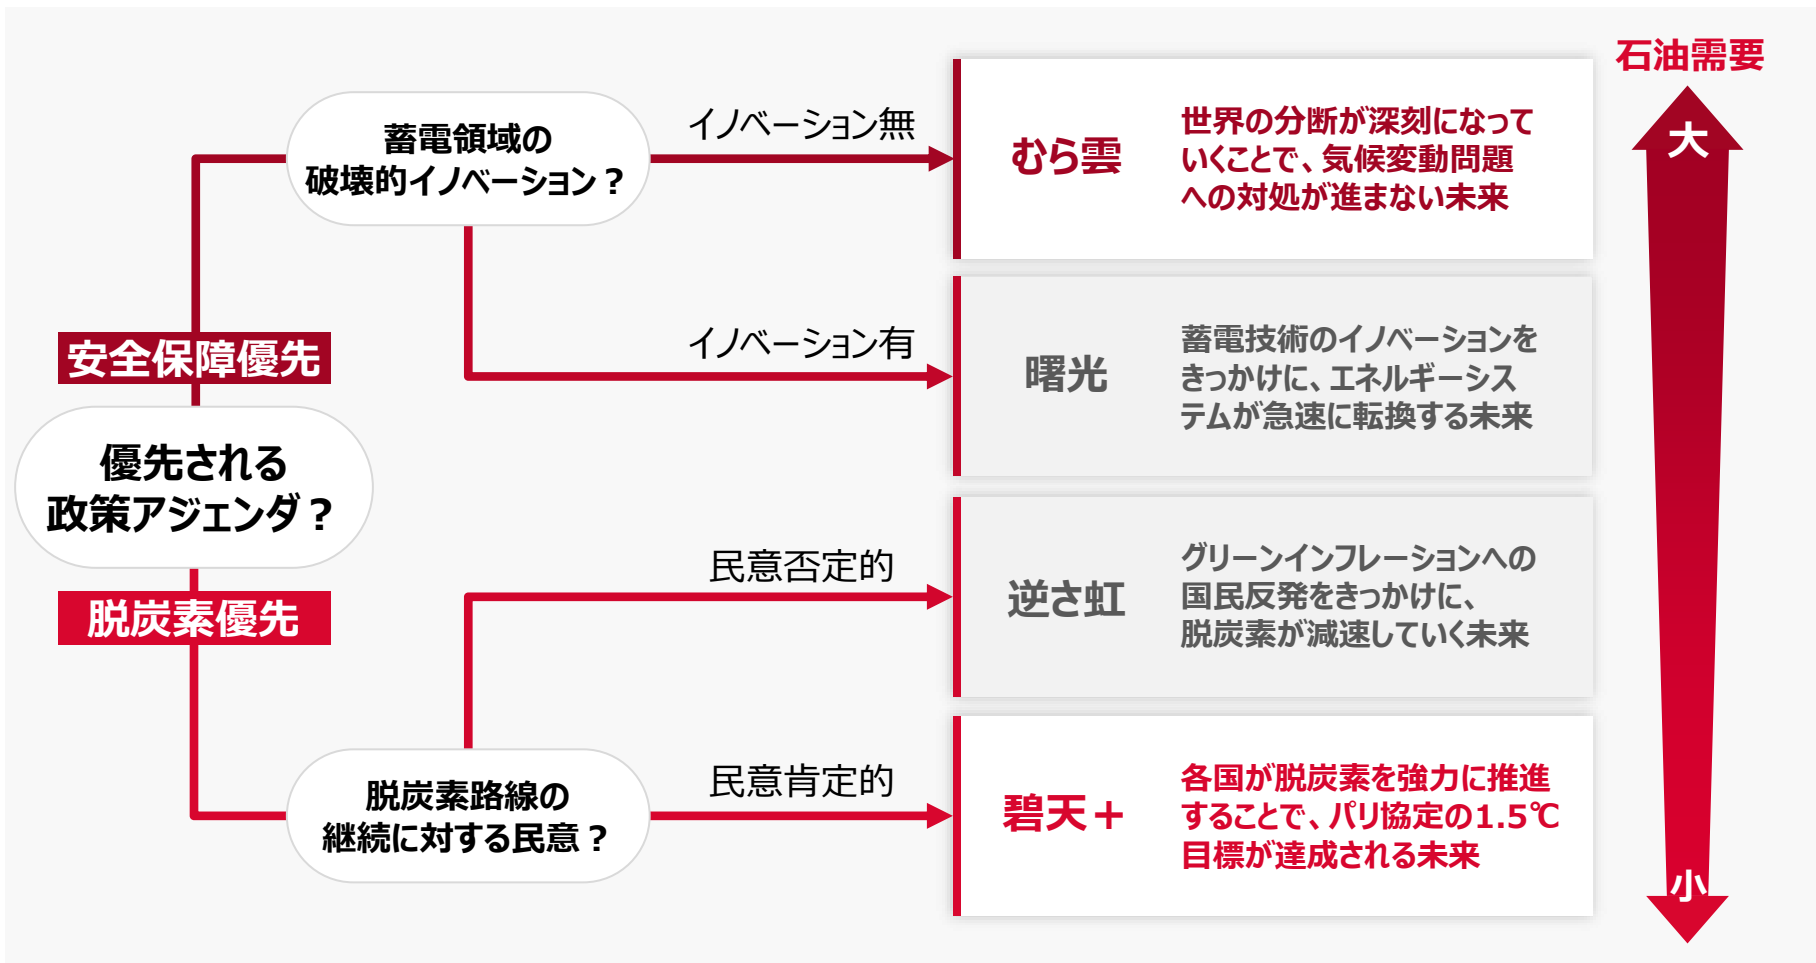 石油需要
大
蓄電領域の
破壊的イノベーション？
イノベーション無
むら雲
世界の分断が深刻になって
いくことで、気候変動問題
への対処が進まない未来
イノベーション有
曙光
蓄電技術のイノベーションを
きっかけに、エネルギーシス
テムが急速に転換する未来
安全保障優先
優先される
政策アジェンダ？
脱炭素優先
民意否定的
逆さ虹
グリーンインフレーションへの
国民反発をきっかけに、
脱炭素が減速していく未来
脱炭素路線の
継続に対する民意？
民意肯定的
碧天＋
各国が脱炭素を強力に推進
することで、パリ協定の1.5℃
目標が達成される未来
小